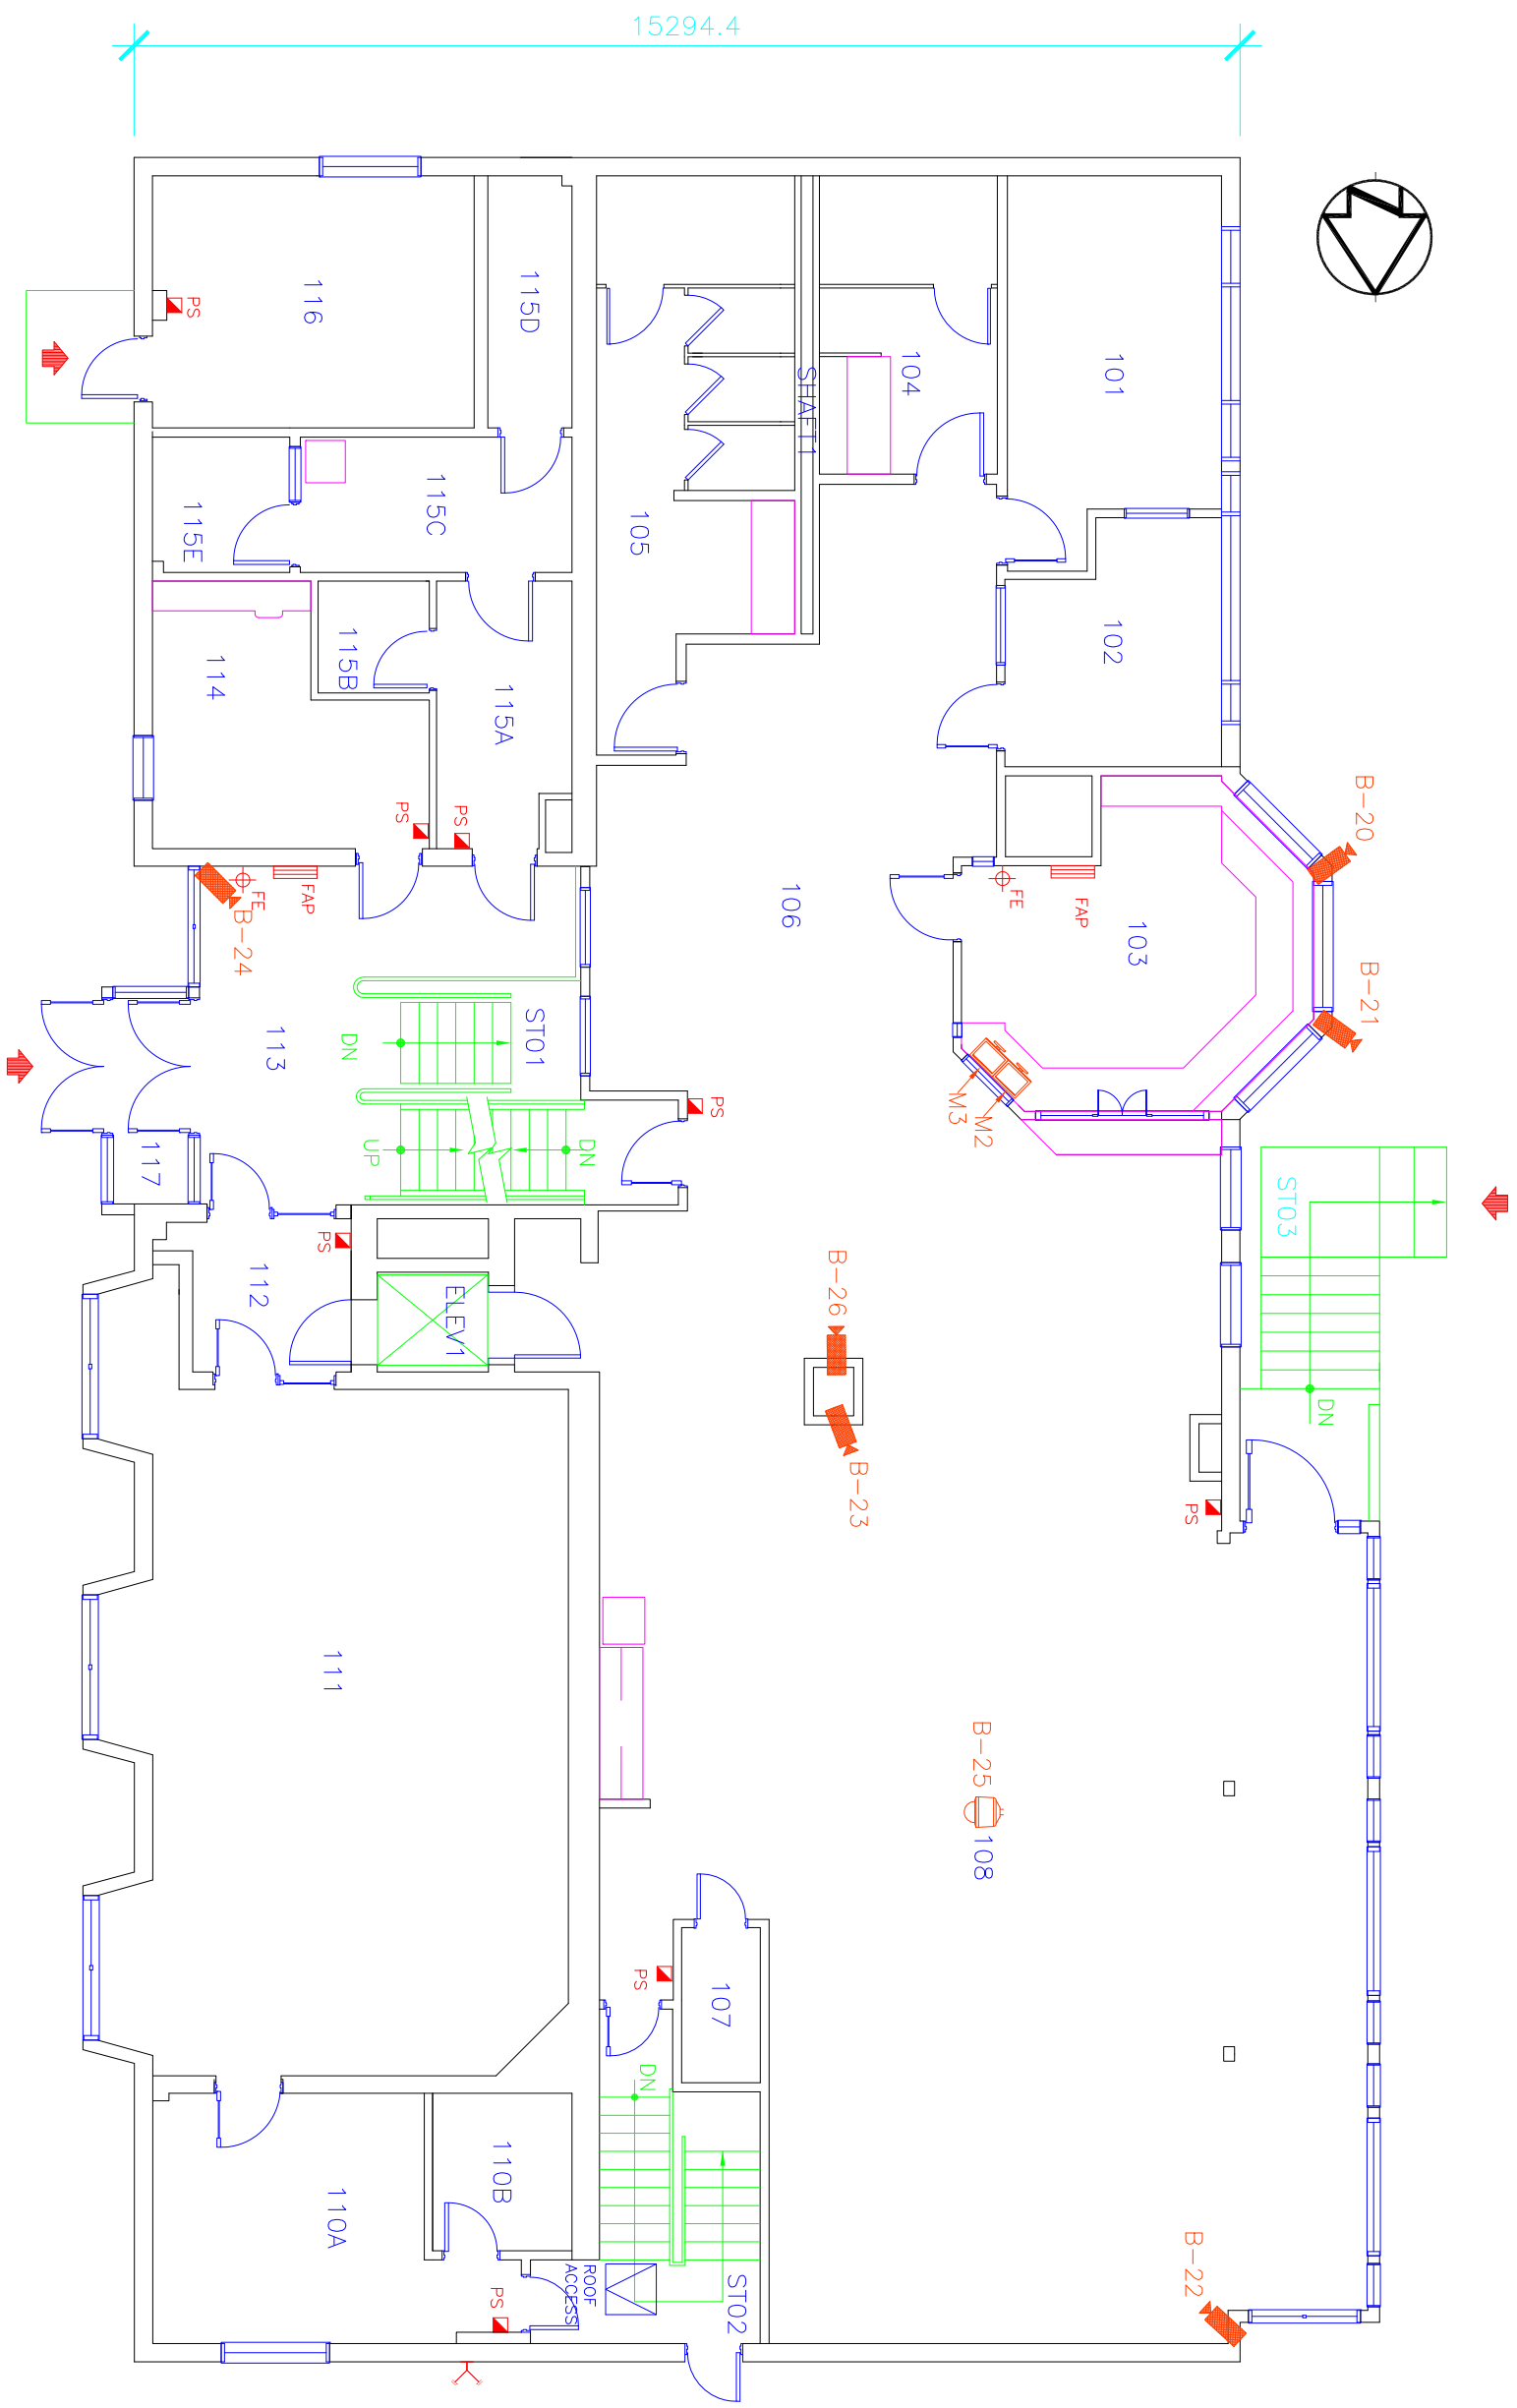 15294.4
N
101
102
103
104
105
106
SHAFT1
116
115D
115C
115E
115B
115A
114
PS
PS
PS
FE
FAP
B-24
FE
FAP
B-20
B-21
M3
M2
113
ST01
DN
UP
DN
PS
117
112
PS
ELEV1
ST03
DN
PS
B-26
B-23
111
B-25
108
107
PS
DN
110B
110A
PS
ROOF
ACCESS
ST02
B-22